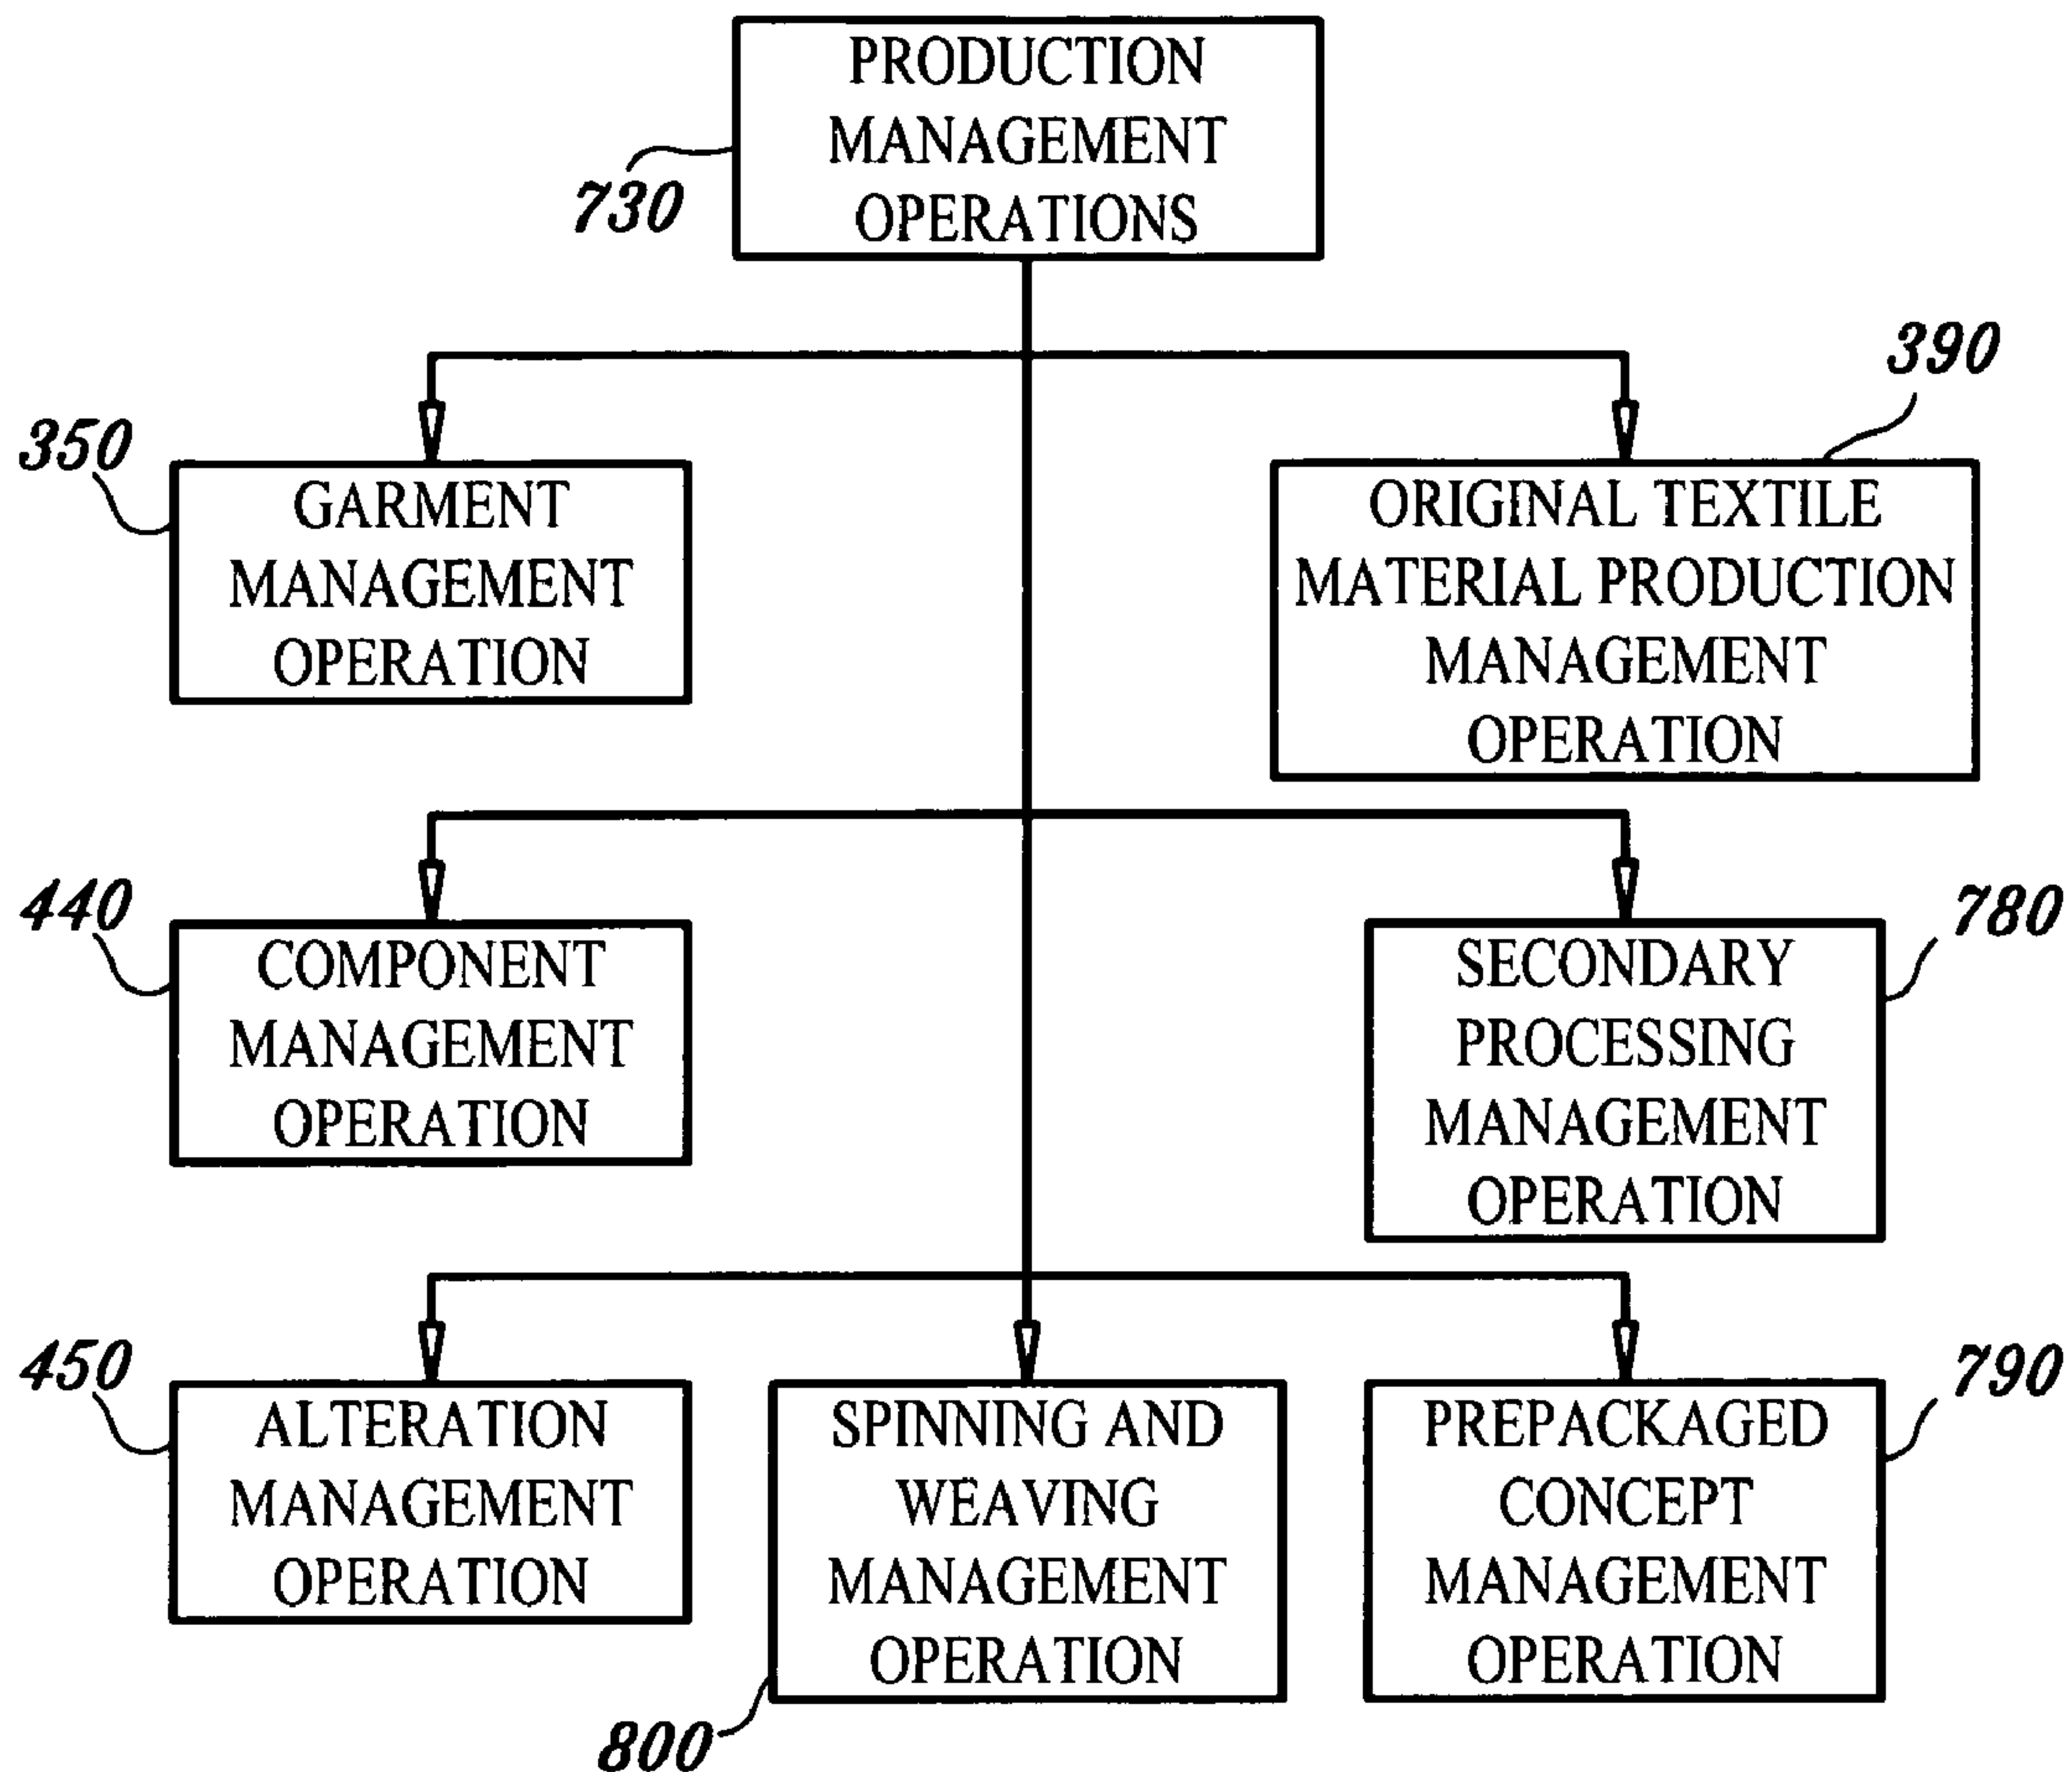 PRODUCTION
MANAGEMENT
OPERATIONS
730
390
350
GARMENT
MANAGEMENT
OPERATION
ORIGINAL TEXTILE
MATERIAL PRODUCTION
MANAGEMENT
OPERATION
440
COMPONENT
MANAGEMENT
OPERATION
780
SECONDARY
PROCESSING
MANAGEMENT
OPERATION
450
ALTERATION
MANAGEMENT
OPERATION
SPINNING AND
WEAVING
MANAGEMENT
OPERATION
800
790
PREPACKAGED
CONCEPT
MANAGEMENT
OPERATION